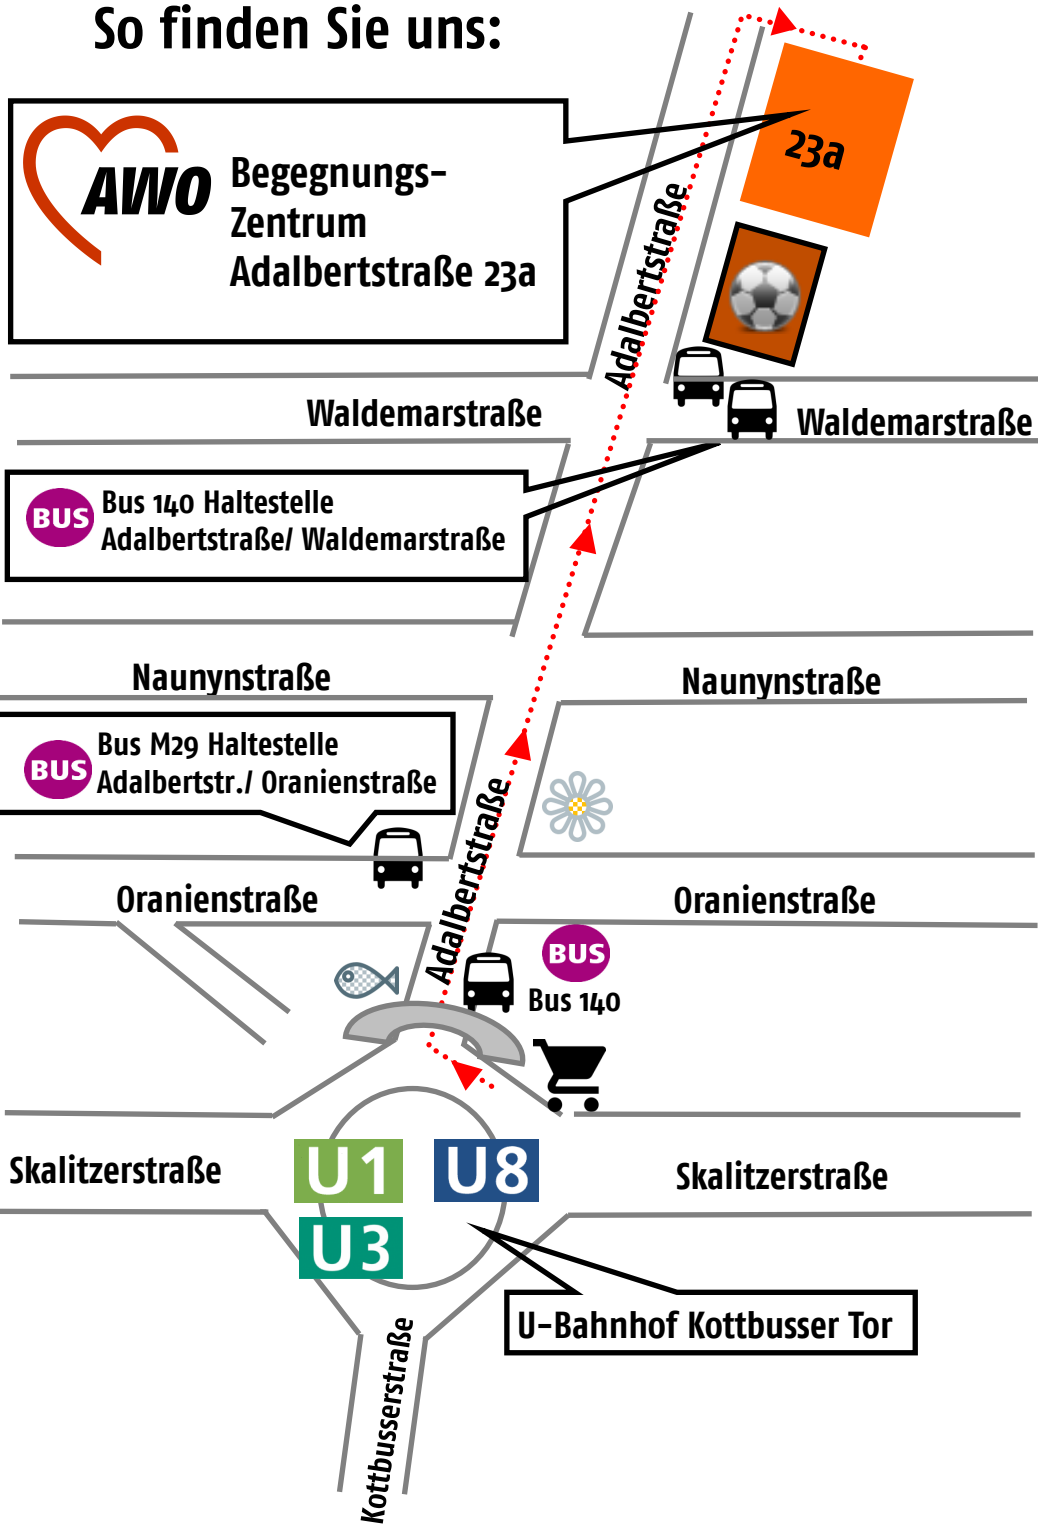 So finden Sie uns:
AWO
Begegnungs-
Zentrum
Adalbertstraße 23a
23a
Adalbertstraße
Waldemarstraße
Waldemarstraße
BUS
Bus 140 Haltestelle
Adalbertstraße/ Waldemarstraße
Naunynstraße
Naunynstraße
BUS
Bus M29 Haltestelle
Adalbertstr./ Oranienstraße
Adalbertstraße
Oranienstraße
Oranienstraße
BUS
Bus 140
Skalitzerstraße
U1
U8
Skalitzerstraße
U3
U-Bahnhof Kottbusser Tor
Kottbusserstraße